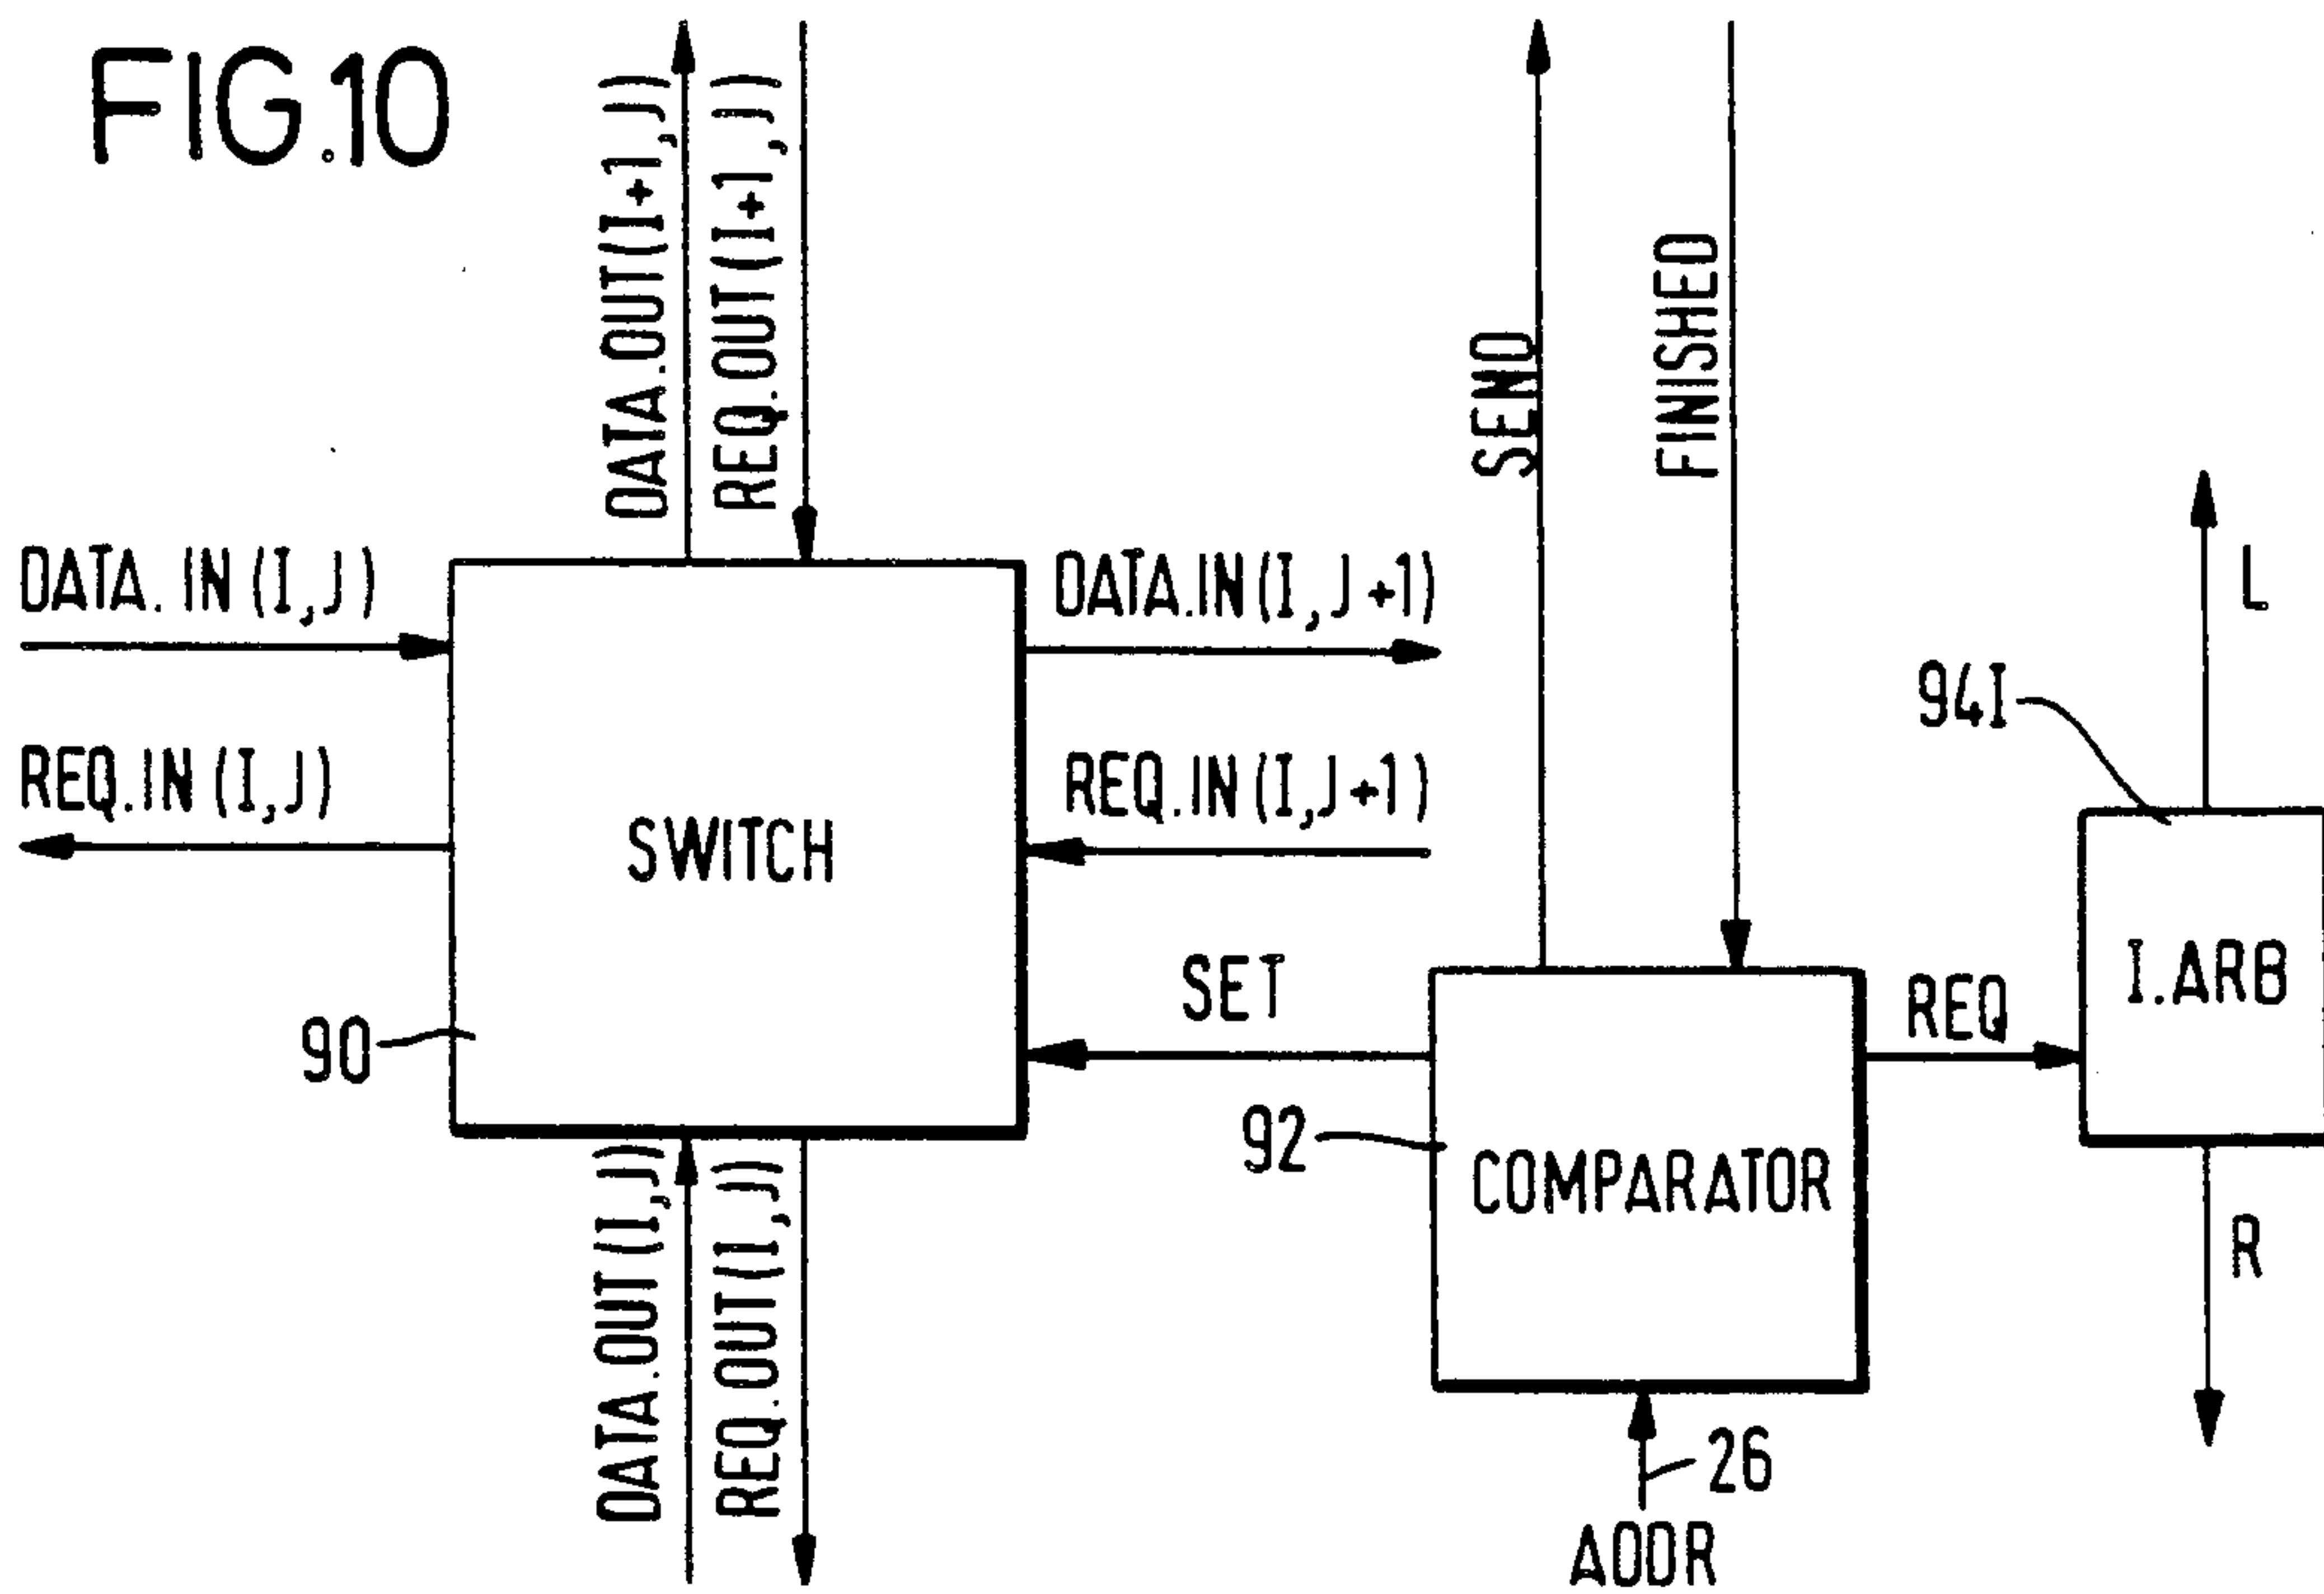 FIG.10
DATA.OUT(I+1,J)
REQ.OUT(I+1,J)
SEND
FINISHED
DATA.IN(I,J)
DATA.IN(I,J+1)
L
REQ.IN(I,J)
REQ.IN(I,J+1)
94I
SWITCH
I.ARB
SET
REQ
90
92
COMPARATOR
DATA.OUT(I,J)
REQ.OUT(I,J)
R
26
ADDR